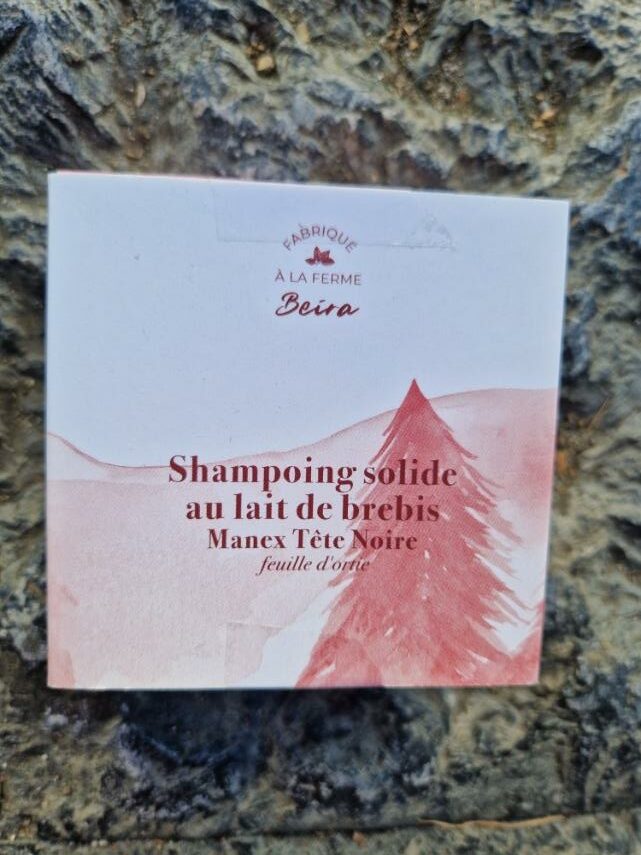 FABRIQUE
À LA FERME
Beira
Shampoing solide
au lait de brebis
Manex Tête Noire
feuille d'ortie